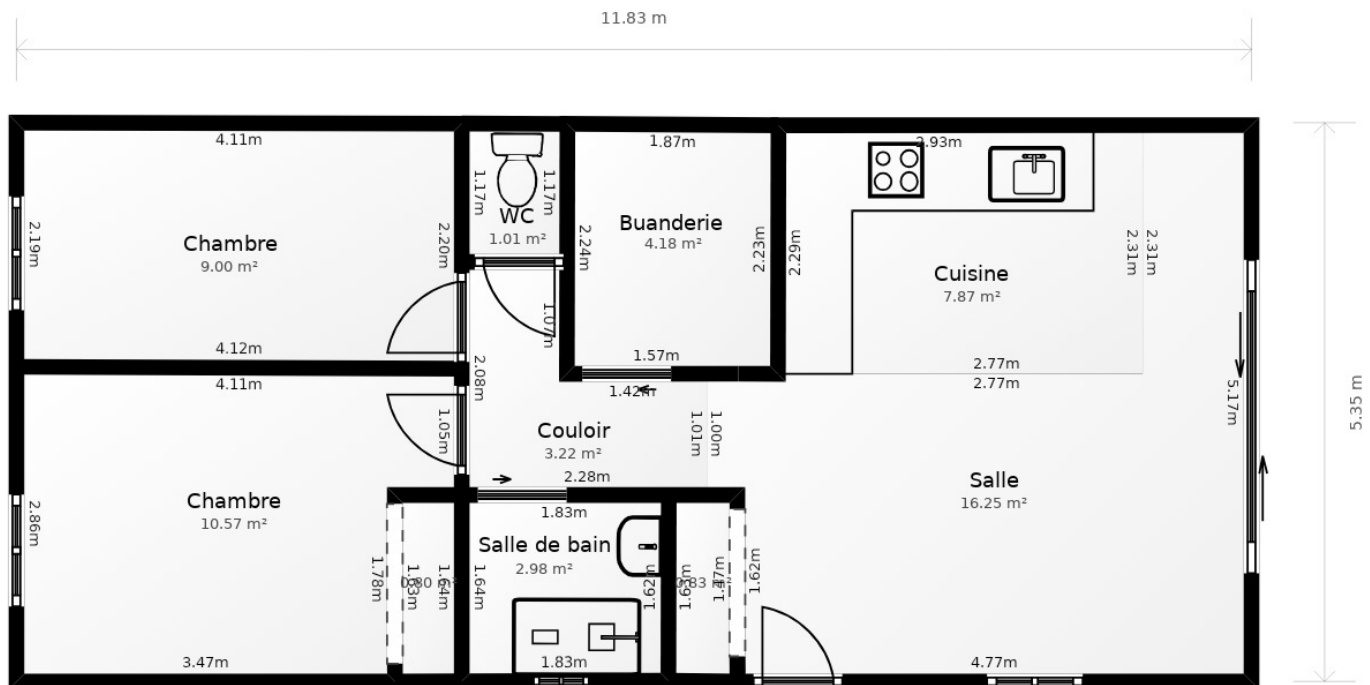 11.83 m
5.35 m
4.11m
2.19m
2.20m
Chambre
9.00 m²
4.12m
1.17m
1.17m
WC
1.01 m²
1.07m
1.87m
2.24m
2.23m
Buanderie
4.18 m²
1.57m
2.93m
2.29m
2.31m
2.31m
Cuisine
7.87 m²
2.77m
2.77m
5.17m
4.11m
2.08m
1.05m
1.42m
1.01m
1.00m
Couloir
3.22 m²
2.28m
Chambre
10.57 m²
2.86m
1.78m
1.64m
3.47m
1.83m
Salle de bain
2.98 m²
1.64m
1.62m
1.83m
1.62m
Salle
16.25 m²
4.77m